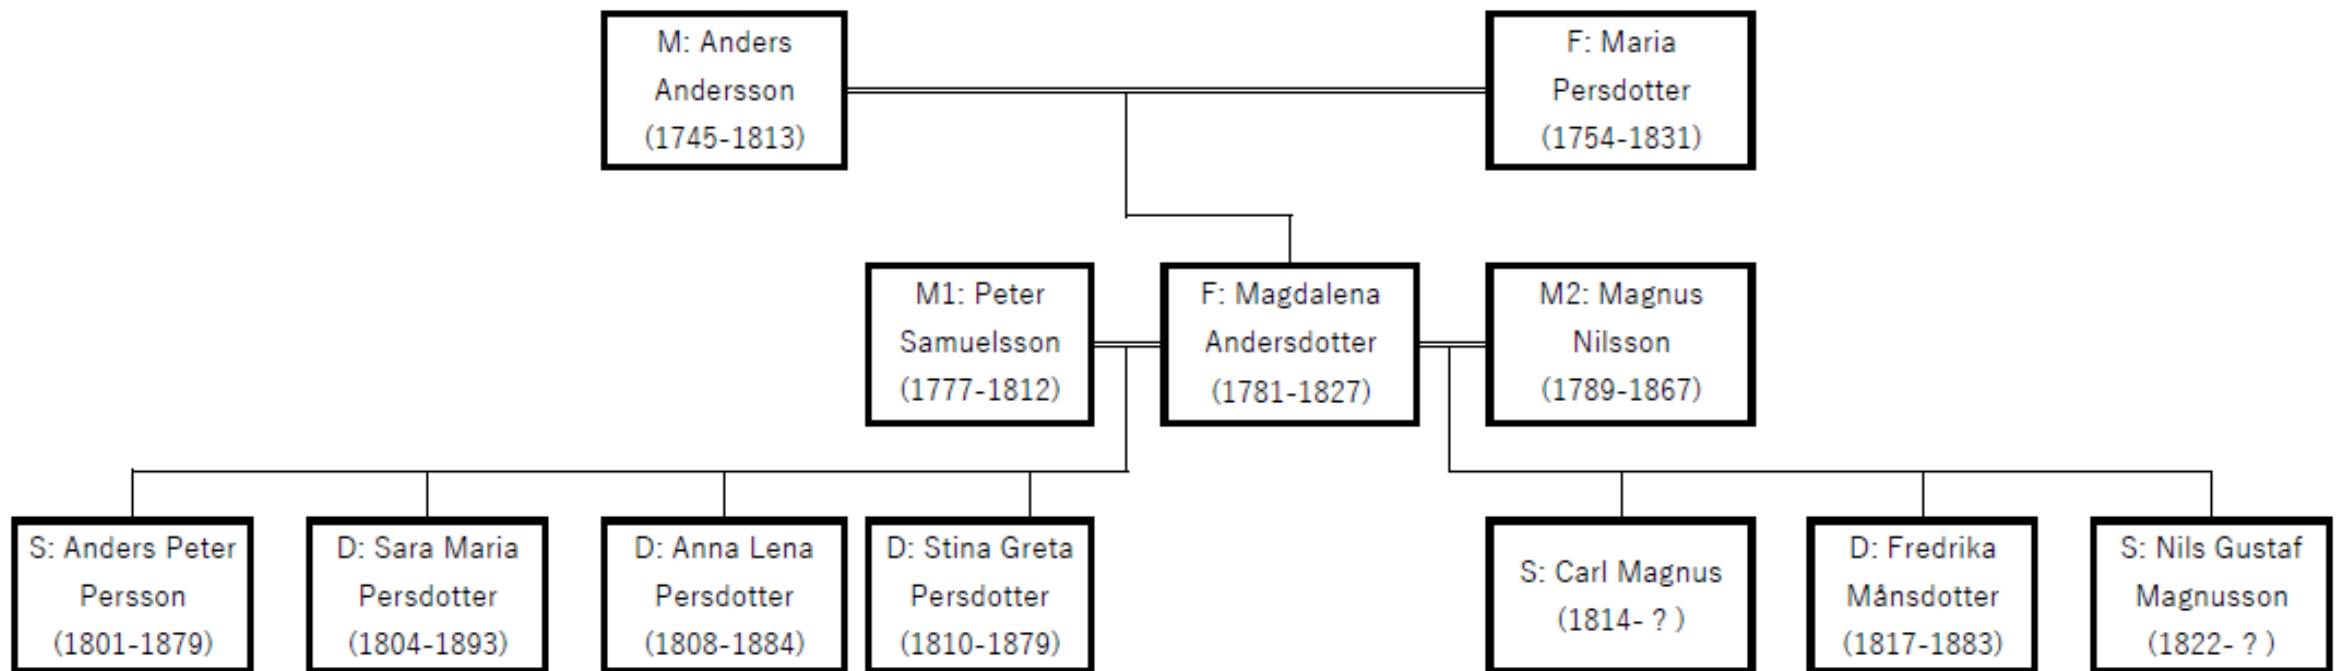 M: Anders
Andersson
(1745-1813)
F: Maria
Persdotter
(1754-1831)
M1: Peter
Samuelsson
(1777-1812)
F: Magdalena
Andersdotter
(1781-1827)
M2: Magnus
Nilsson
(1789-1867)
S: Anders Peter
Persson
(1801-1879)
D: Sara Maria
Persdotter
(1804-1893)
D: Anna Lena
Persdotter
(1808-1884)
D: Stina Greta
Persdotter
(1810-1879)
S: Carl Magnus
(1814- ? )
D: Fredrika
Månsdotter
(1817-1883)
S: Nils Gustaf
Magnusson
(1822- ? )